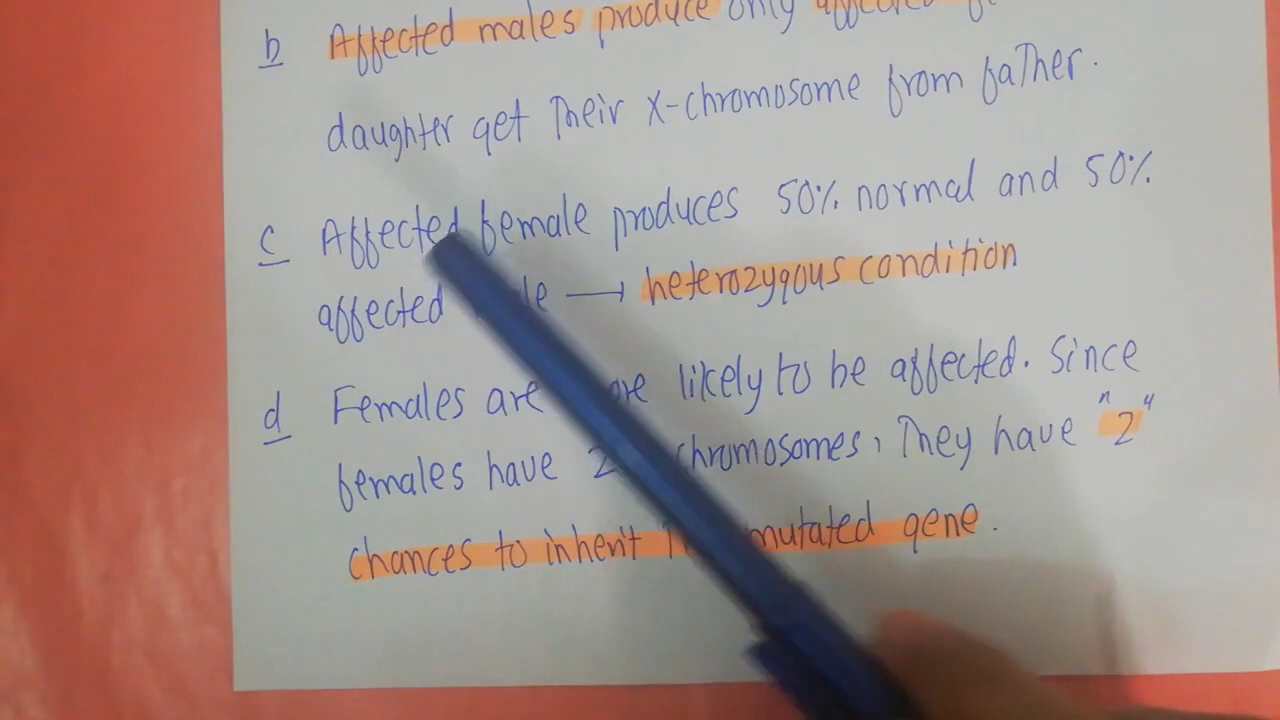 b Affected males produce only
daughter get their X-chromosome from father.
c Affected female produces 50% normal and 50%
affected → heterozygous condition
d Females are likely to be affected. Since
females have 2 chromosomes, They have "2"
chances to inherit mutated gene.